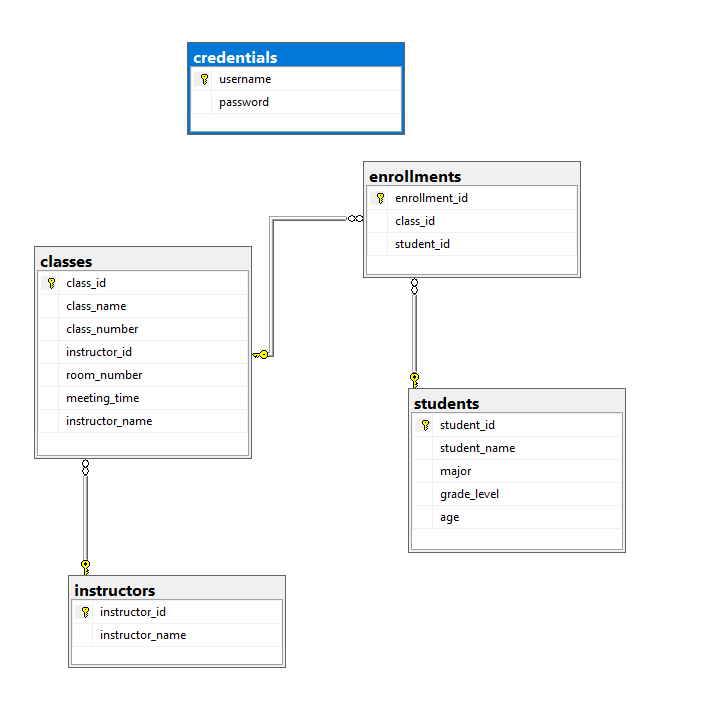 credentials
username
password
enrollments
enrollment_id
class_id
student_id
classes
class_id
class_name
class_number
instructor_id
room_number
meeting_time
instructor_name
students
student_id
student_name
major
grade_level
age
instructors
instructor_id
instructor_name